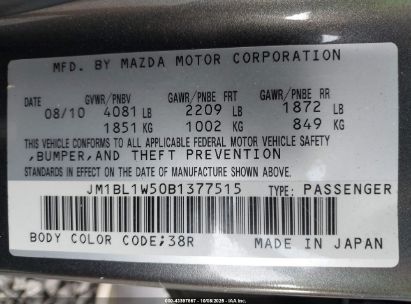 MFD. BY MAZDA MOTOR CORPORATION
DATE GVWR/PNBV GAWR/PNBE FRT GAWR/PNBE RR
08/10 4081 LB 2209 LB 1872 LB
1851 KG 1002 KG 849 KG
THIS VEHICLE CONFORMS TO ALL APPLICABLE FEDERAL MOTOR VEHICLE SAFETY
,BUMPER,AND THEFT PREVENTION
STANDARDS IN EFFECT ON THE DATE OF MANUFACTURE SHOWN ABOVE.
JM1BL1W50B1377515 TYPE: PASSENGER
BODY COLOR CODE;38R MADE IN JAPAN